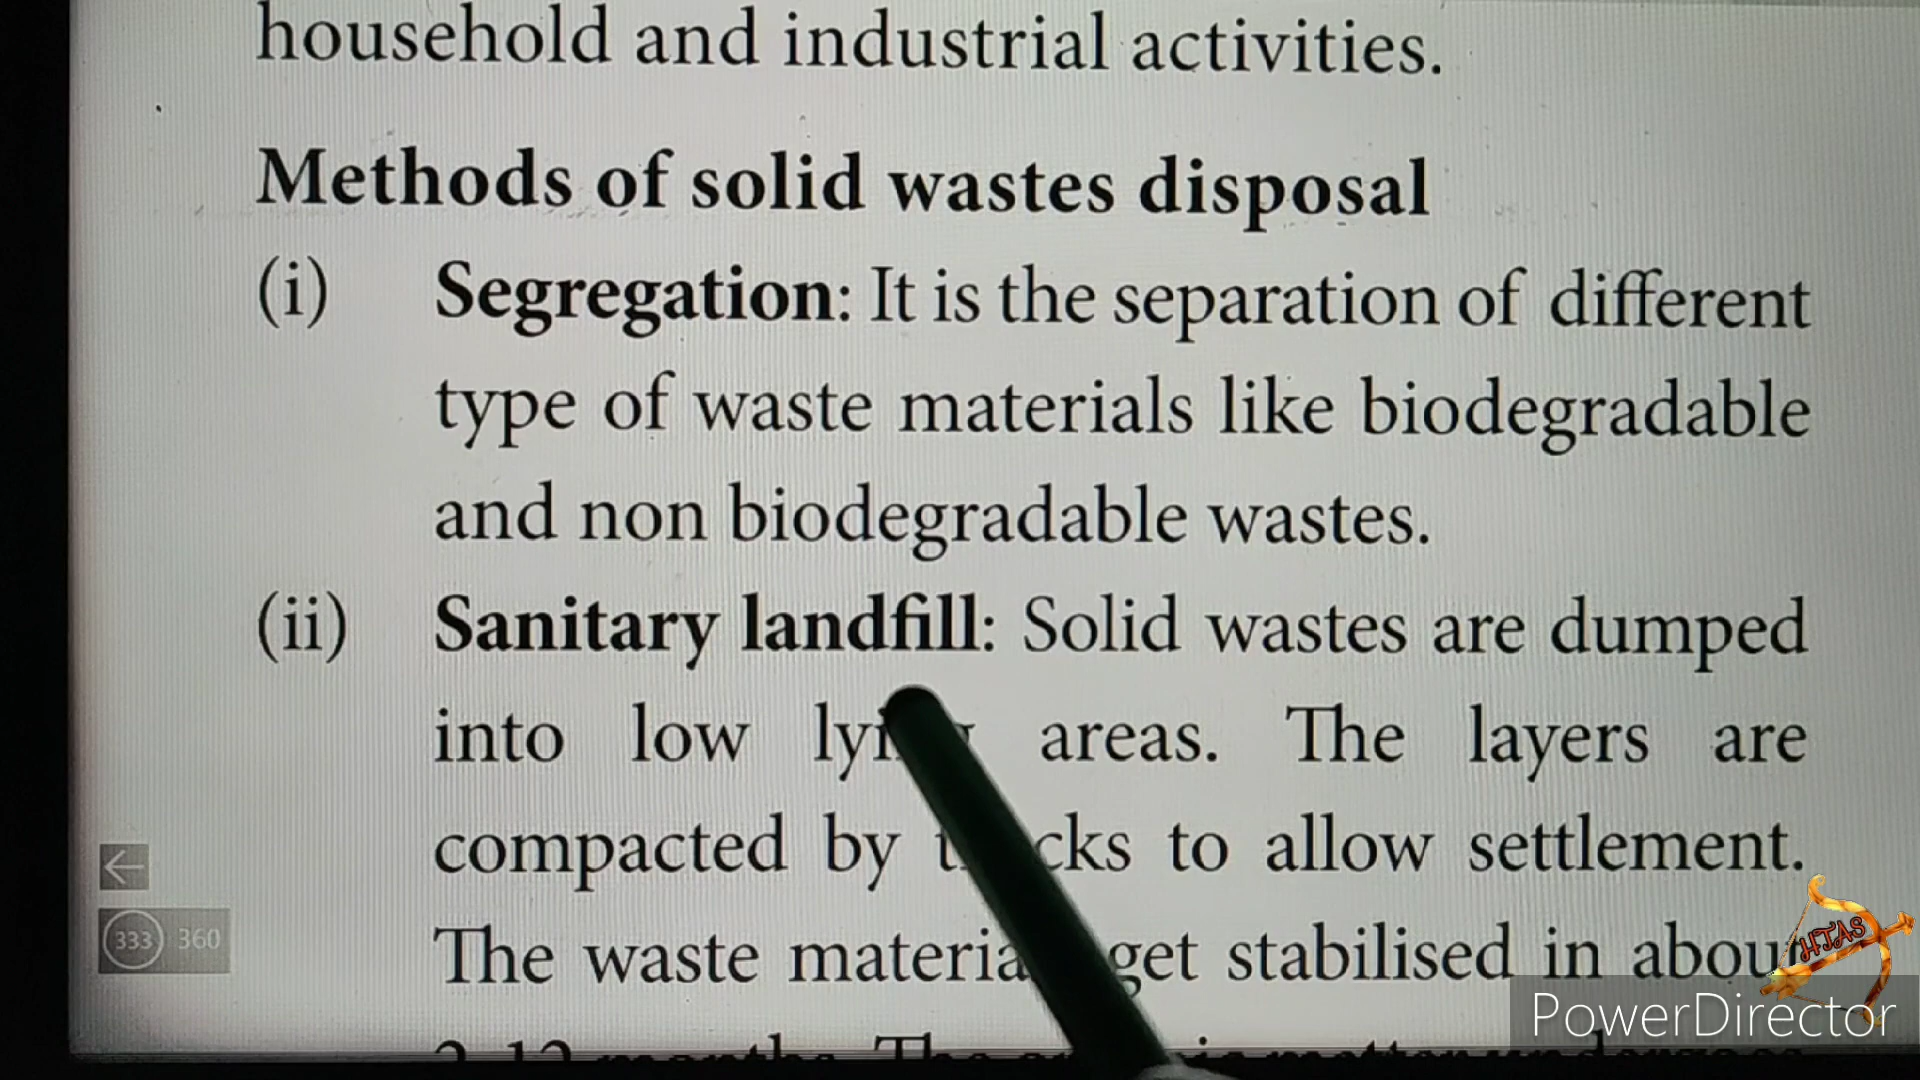 household and industrial activities.
Methods of solid wastes disposal
(i) Segregation: It is the separation of different
type of waste materials like biodegradable
and non biodegradable wastes.
(ii) Sanitary landfill: Solid wastes are dumped
into low areas. The layers are
compacted by to allow settlement.
The waste get stabilised in about
333 360
HTAS
PowerDirector